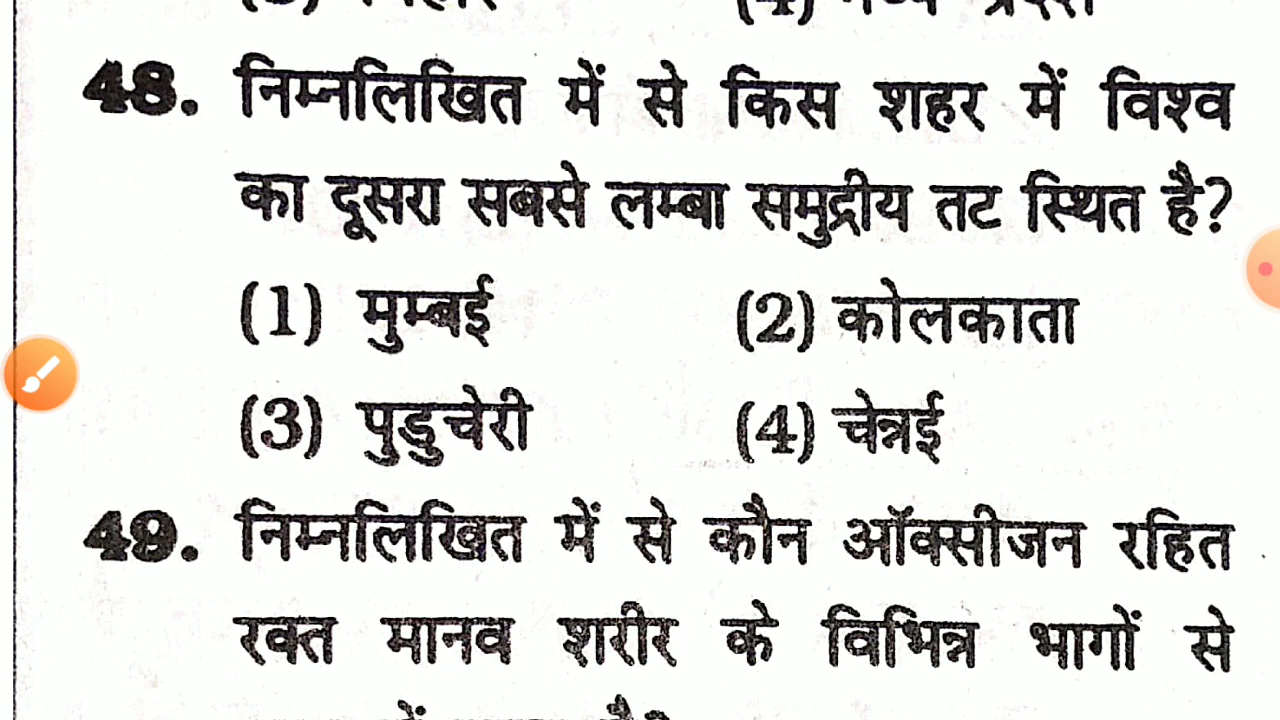 48. निम्नलिखित में से किस शहर में विश्व
का दूसरा सबसे लम्बा समुद्रीय तट स्थित है?
(1) मुम्बई (2) कोलकाता
(3) पुडुचेरी (4) चेन्नई
49. निम्नलिखित में से कौन ऑक्सीजन रहित
रक्त मानव शरीर के विभिन्न भागों से